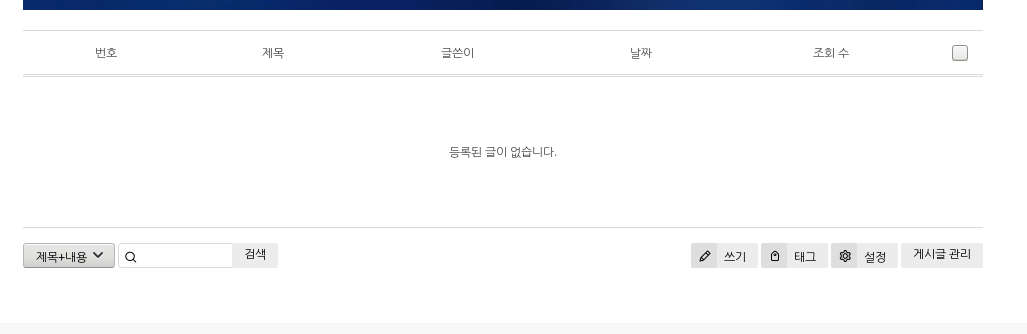 번호 제목 글쓴이 날짜 조회 수
등록된 글이 없습니다.
제목+내용 검색 쓰기 태그 설정 게시글 관리